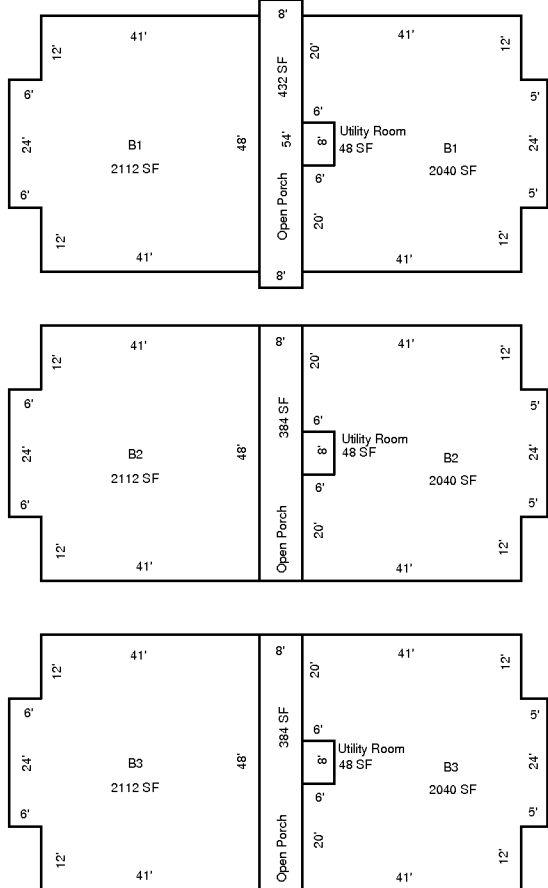 8'
41'
41'
12'
20'
12'
432 SF
6'
5'
6'
Utility Room
24'
B1
48'
54'
8'
48 SF
B1
24'
2112 SF
2040 SF
6'
6'
5'
Open Porch
12'
20'
12'
41'
41'
8'
8'
41'
41'
12'
20'
12'
6'
384 SF
5'
6'
Utility Room
24'
B2
48'
8'
48 SF
B2
24'
2112 SF
2040 SF
6'
6'
5'
Open Porch
12'
20'
12'
41'
41'
8'
41'
41'
12'
20'
12'
6'
384 SF
5'
6'
Utility Room
24'
B3
48'
8'
48 SF
B3
24'
2112 SF
2040 SF
6'
6'
5'
Open Porch
12'
20'
12'
41'
41'